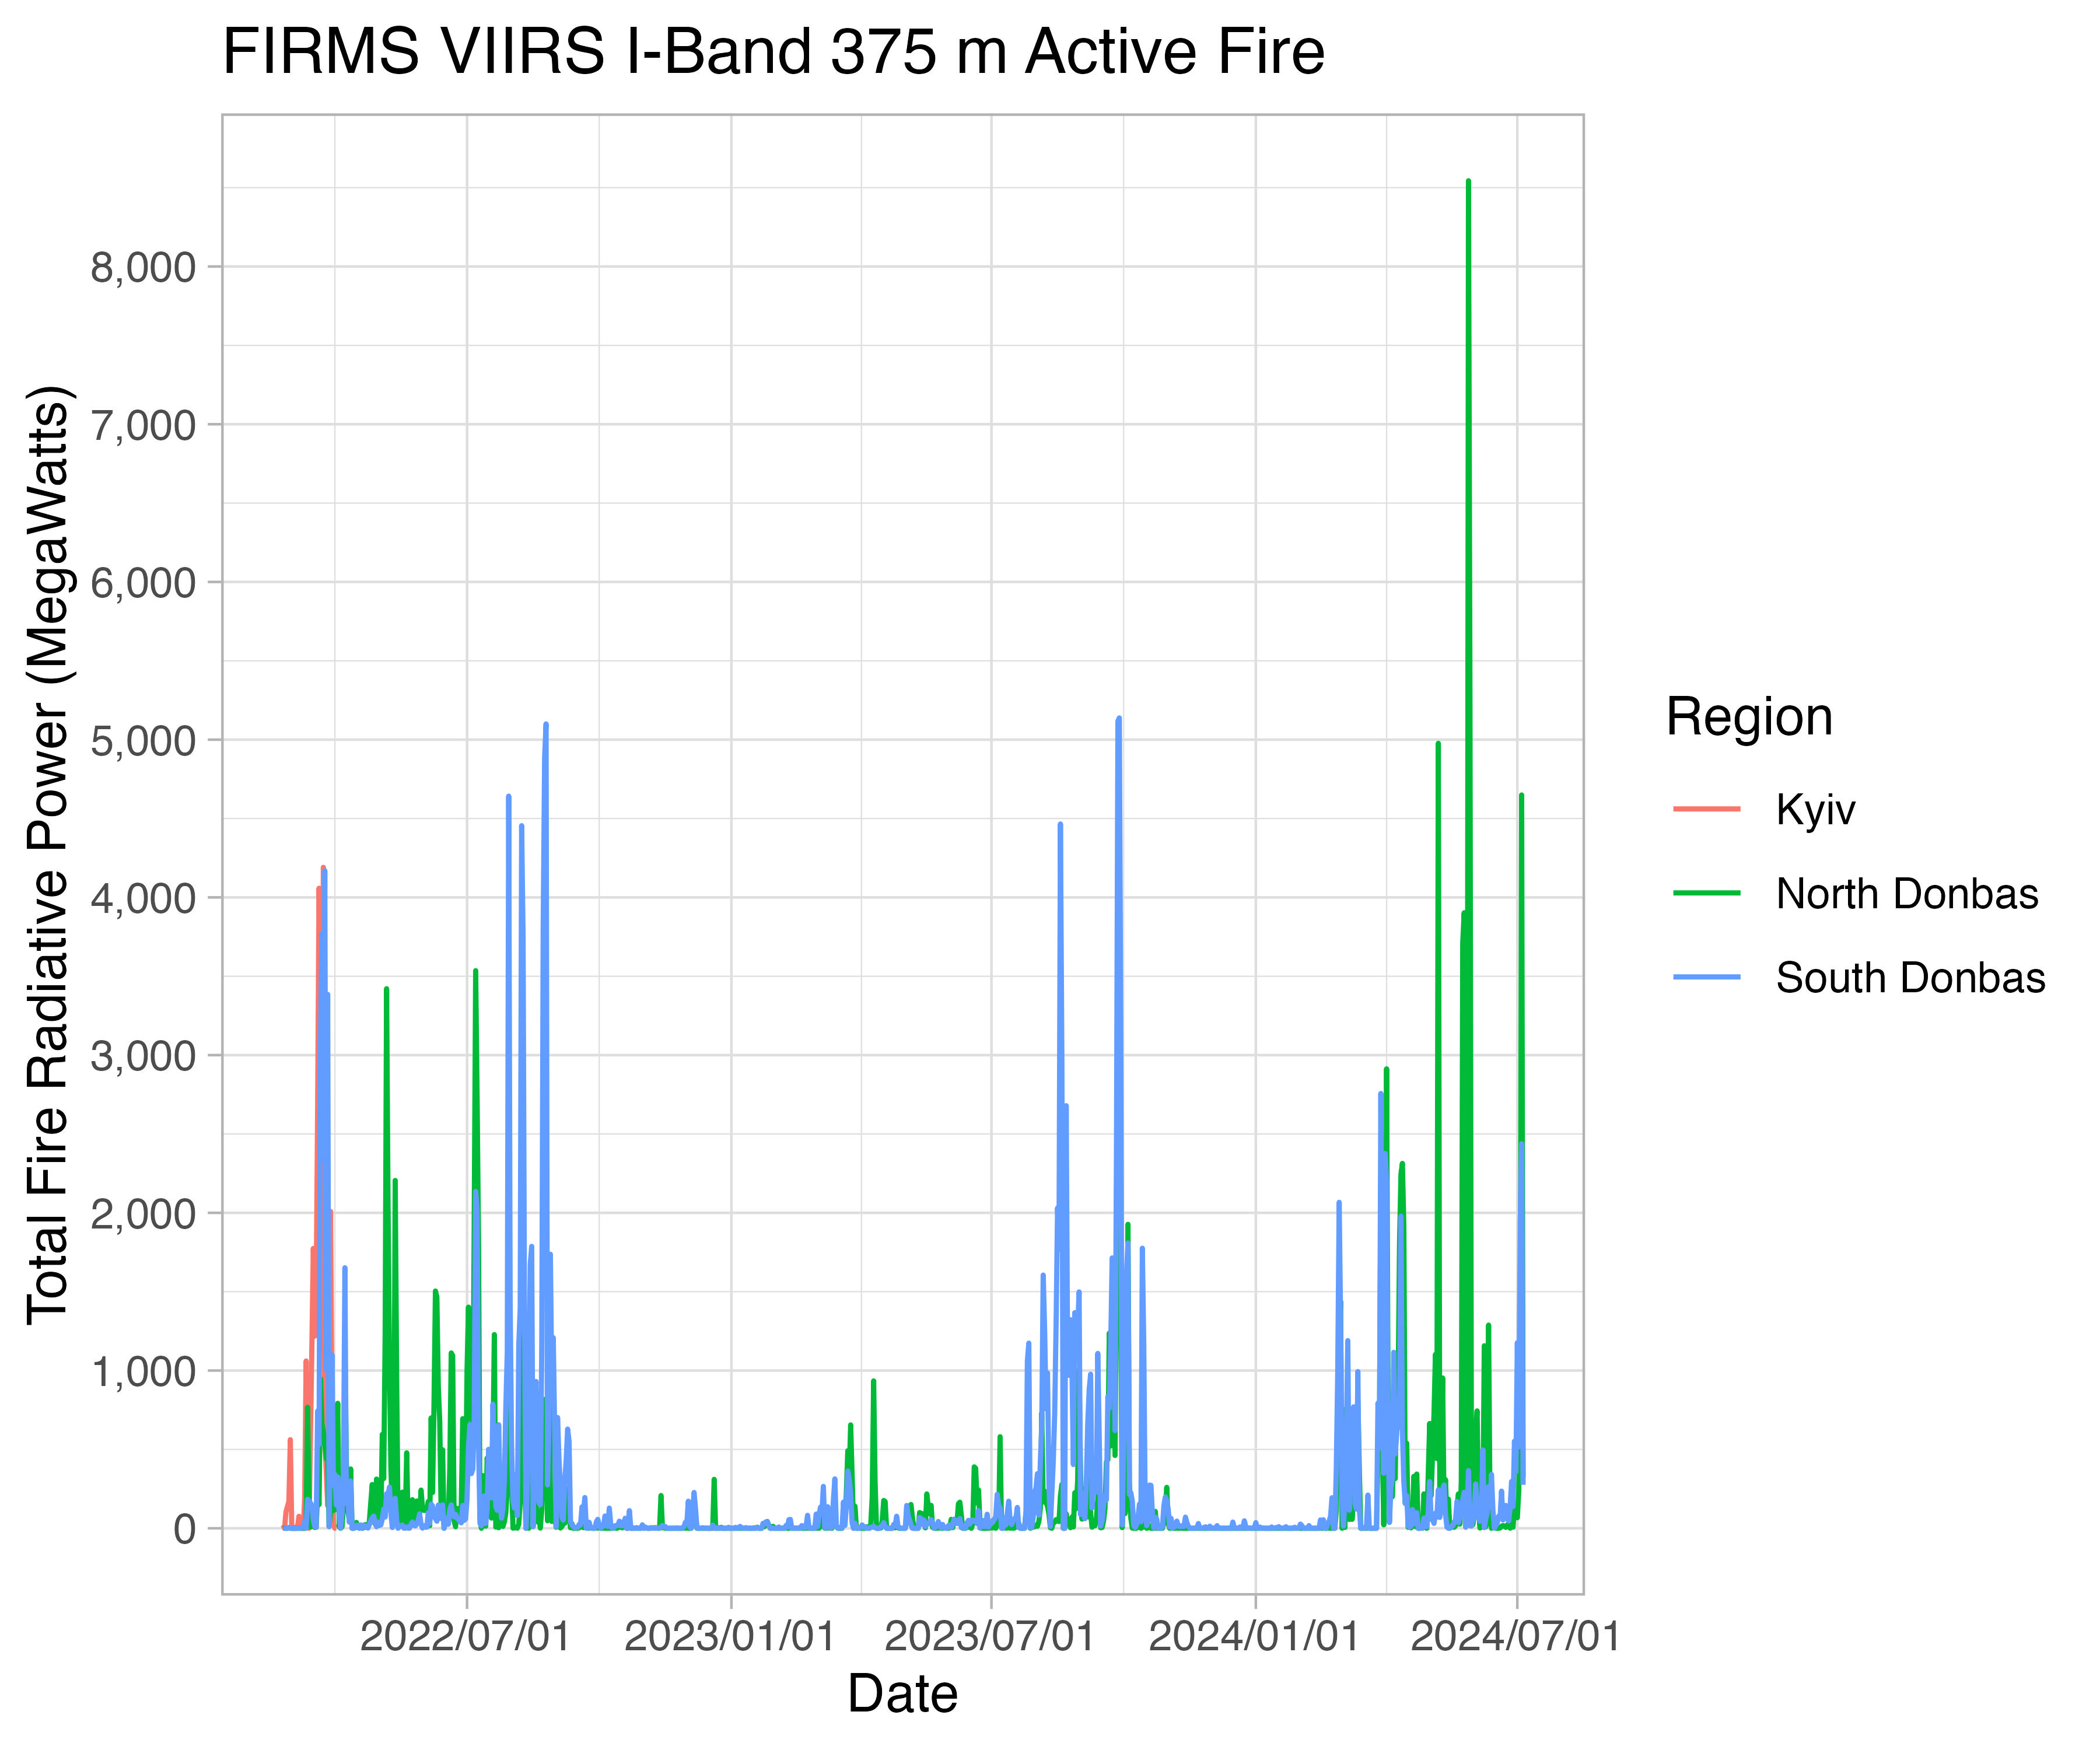 FIRMS VIIRS I-Band 375 m Active Fire
Total Fire Radiative Power (MegaWatts)
8,000
7,000
6,000
5,000
4,000
3,000
2,000
1,000
0
2022/07/01 2023/01/01 2023/07/01 2024/01/01 2024/07/01
Date
Region
Kyiv
North Donbas
South Donbas